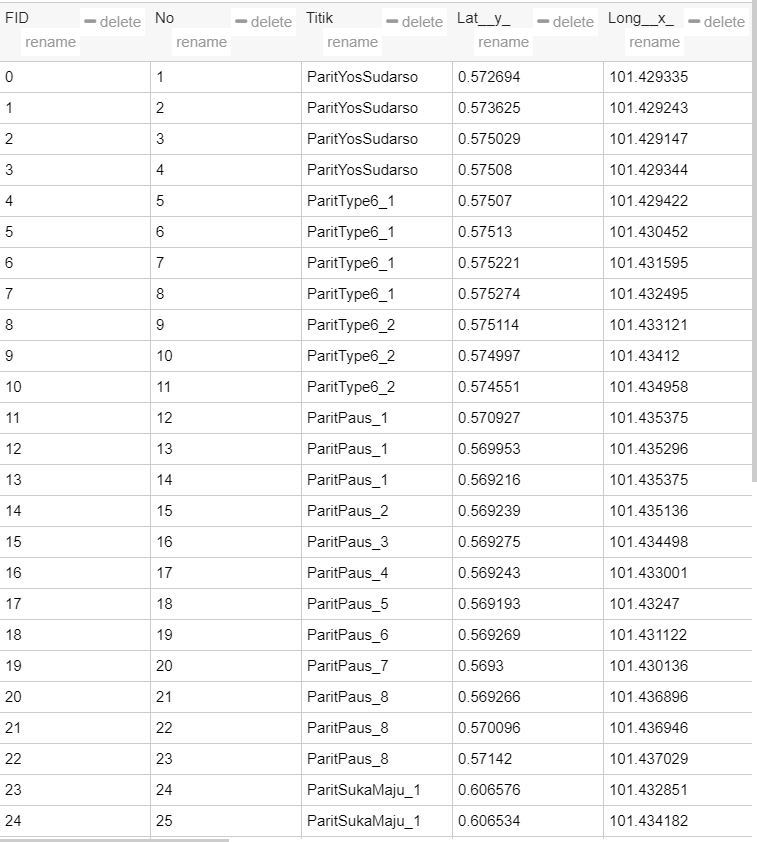 FID delete No delete Titik delete Lat__y_ delete Long__x_ delete
rename rename rename rename rename
0 1 ParitYosSudarso 0.572694 101.429335
1 2 ParitYosSudarso 0.573625 101.429243
2 3 ParitYosSudarso 0.575029 101.429147
3 4 ParitYosSudarso 0.57508 101.429344
4 5 ParitType6_1 0.57507 101.429422
5 6 ParitType6_1 0.57513 101.430452
6 7 ParitType6_1 0.575221 101.431595
7 8 ParitType6_1 0.575274 101.432495
8 9 ParitType6_2 0.575114 101.433121
9 10 ParitType6_2 0.574997 101.43412
10 11 ParitType6_2 0.574551 101.434958
11 12 ParitPaus_1 0.570927 101.435375
12 13 ParitPaus_1 0.569953 101.435296
13 14 ParitPaus_1 0.569216 101.435375
14 15 ParitPaus_2 0.569239 101.435136
15 16 ParitPaus_3 0.569275 101.434498
16 17 ParitPaus_4 0.569243 101.433001
17 18 ParitPaus_5 0.569193 101.43247
18 19 ParitPaus_6 0.569269 101.431122
19 20 ParitPaus_7 0.5693 101.430136
20 21 ParitPaus_8 0.569266 101.436896
21 22 ParitPaus_8 0.570096 101.436946
22 23 ParitPaus_8 0.57142 101.437029
23 24 ParitSukaMaju_1 0.606576 101.432851
24 25 ParitSukaMaju_1 0.606534 101.434182